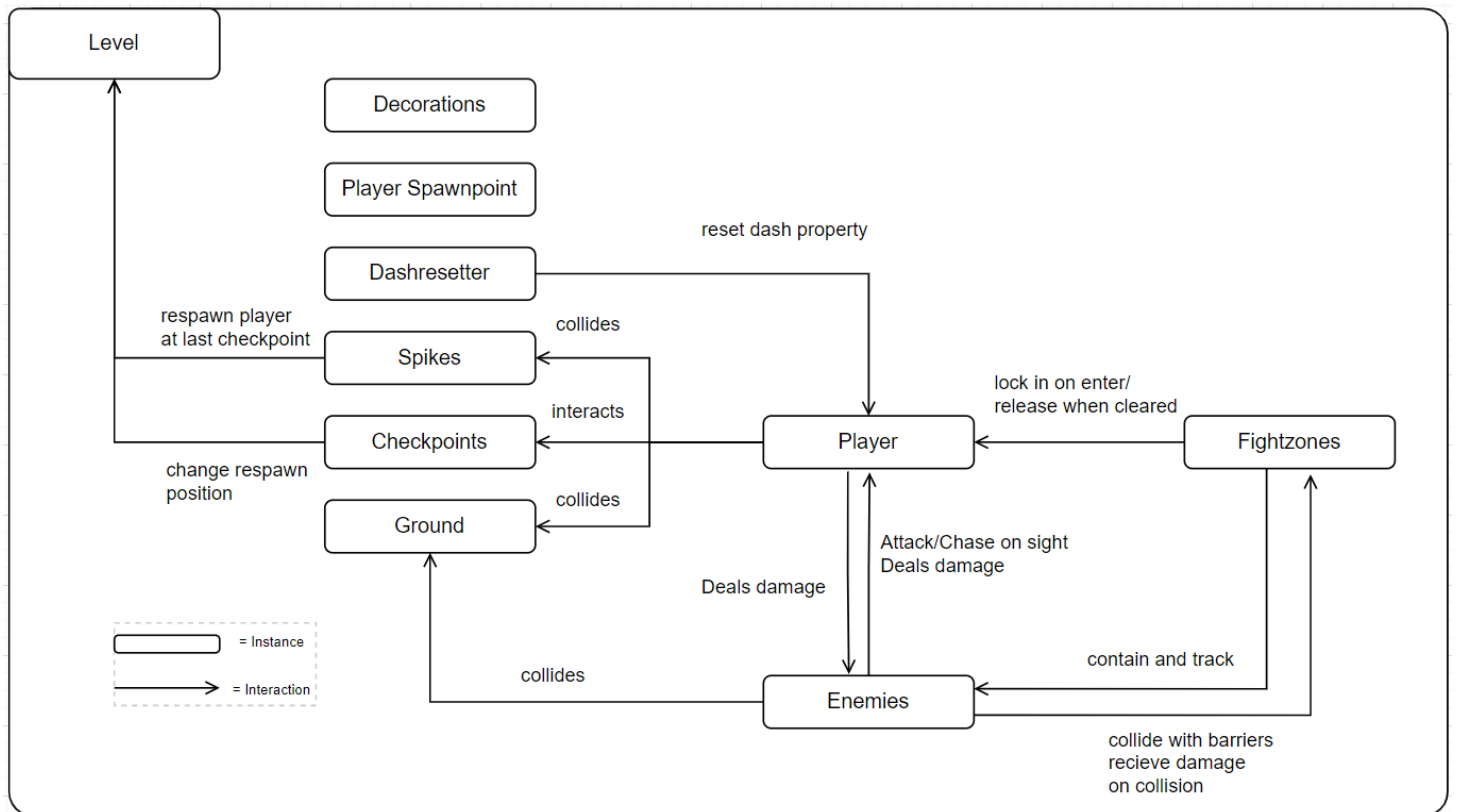 Level
Decorations
Player Spawnpoint
reset dash property
Dashresetter
respawn player
at last checkpoint
collides
Spikes
lock in on enter/
release when cleared
interacts
Checkpoints
Player
Fightzones
change respawn
position
collides
Ground
Attack/Chase on sight
Deals damage
Deals damage
= Instance
contain and track
collides
= Interaction
Enemies
collide with barriers
recieve damage
on collision